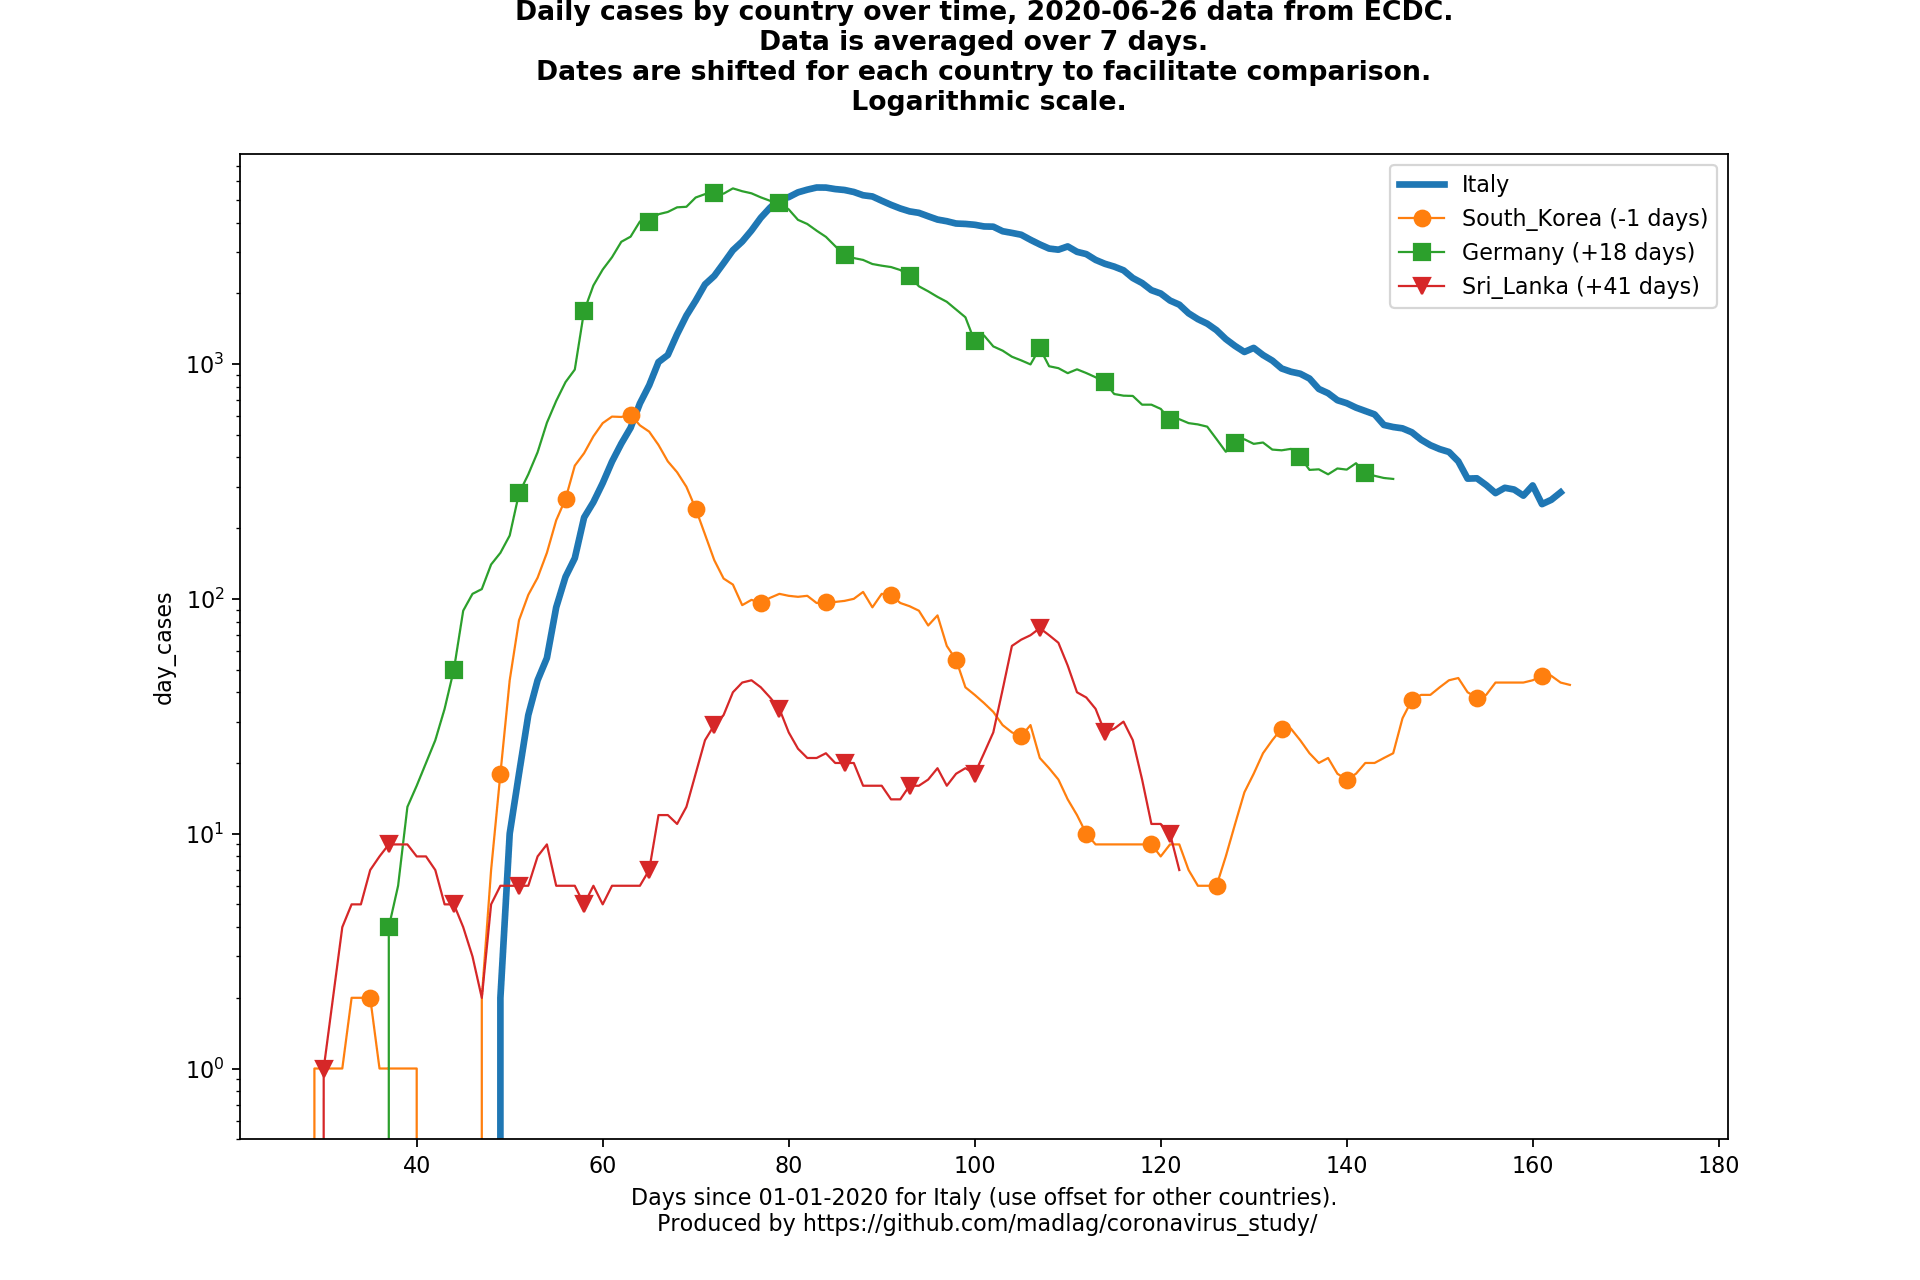 Daily cases by country over time, 2020-06-26 data from ECDC.
Data is averaged over 7 days.
Dates are shifted for each country to facilitate comparison.
Logarithmic scale.
Italy
South_Korea (-1 days)
Germany (+18 days)
Sri_Lanka (+41 days)
day_cases
10³
10²
10¹
10⁰
40 60 80 100 120 140 160 180
Days since 01-01-2020 for Italy (use offset for other countries).
Produced by https://github.com/madlag/coronavirus_study/